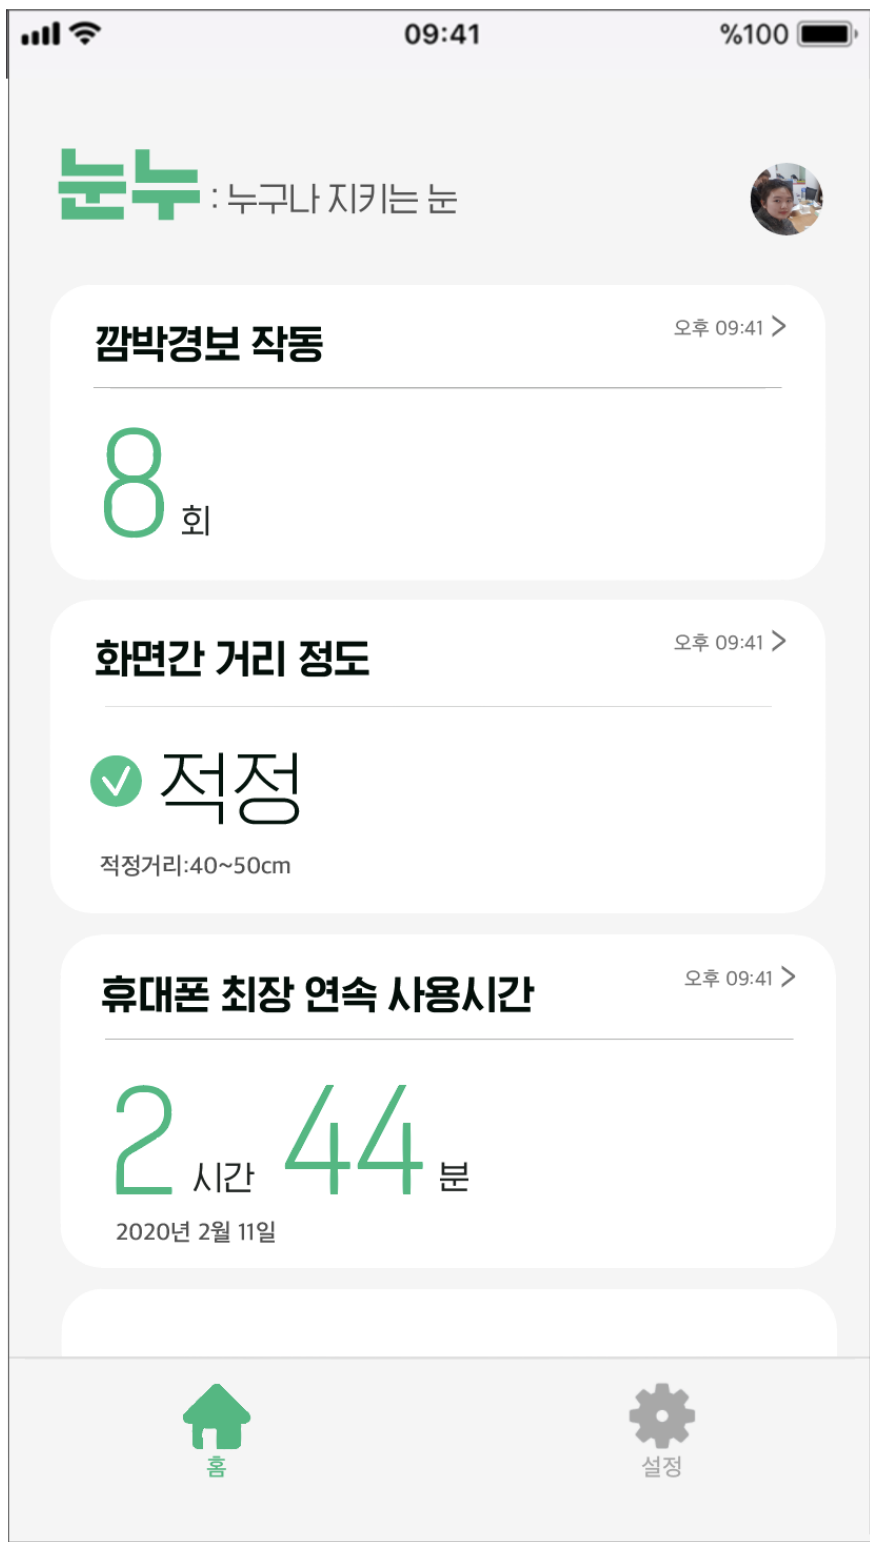 09:41 %100
눈누 : 누구나 지키는 눈
깜박경보 작동 오후 09:41
8 회
화면간 거리 정도 오후 09:41
적정
적정거리:40~50cm
휴대폰 최장 연속 사용시간 오후 09:41
2 시간 44 분
2020년 2월 11일
홈 설정